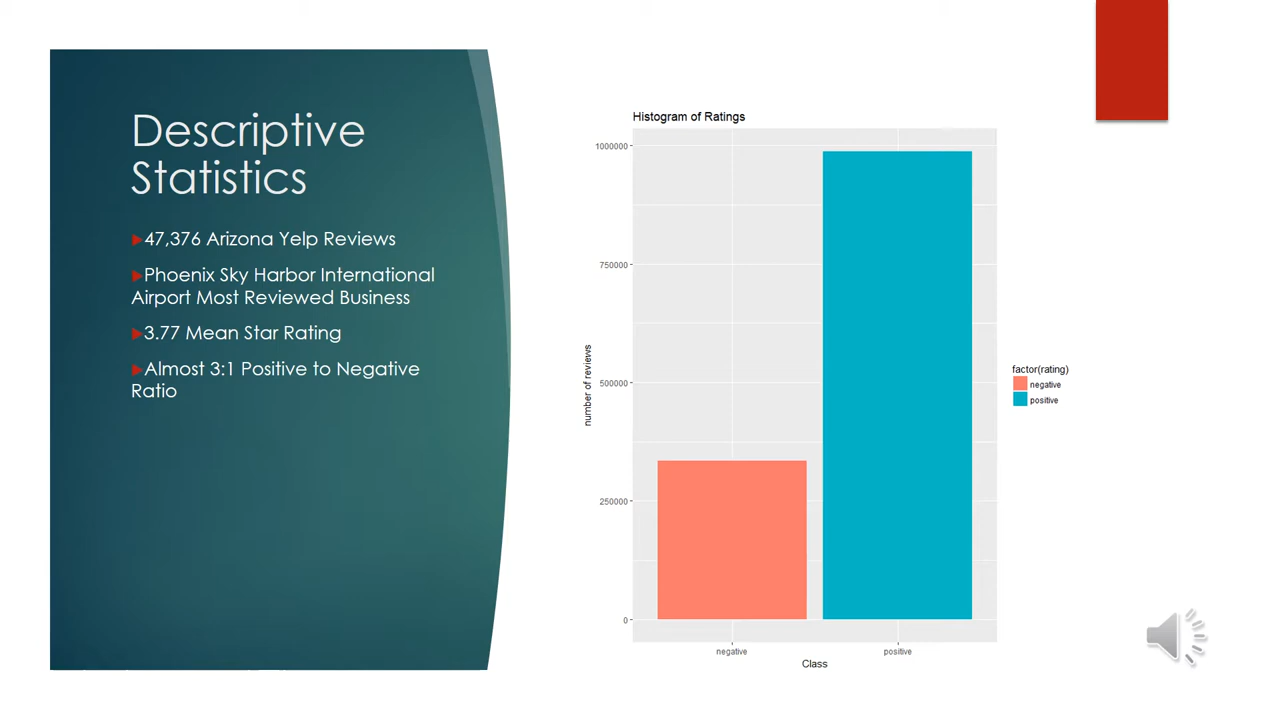 Descriptive
Statistics
47,376 Arizona Yelp Reviews
Phoenix Sky Harbor International
Airport Most Reviewed Business
3.77 Mean Star Rating
Almost 3:1 Positive to Negative
Ratio
Histogram of Ratings
1000000
750000
500000
250000
0
number of reviews
negative
positive
Class
factor(rating)
negative
positive